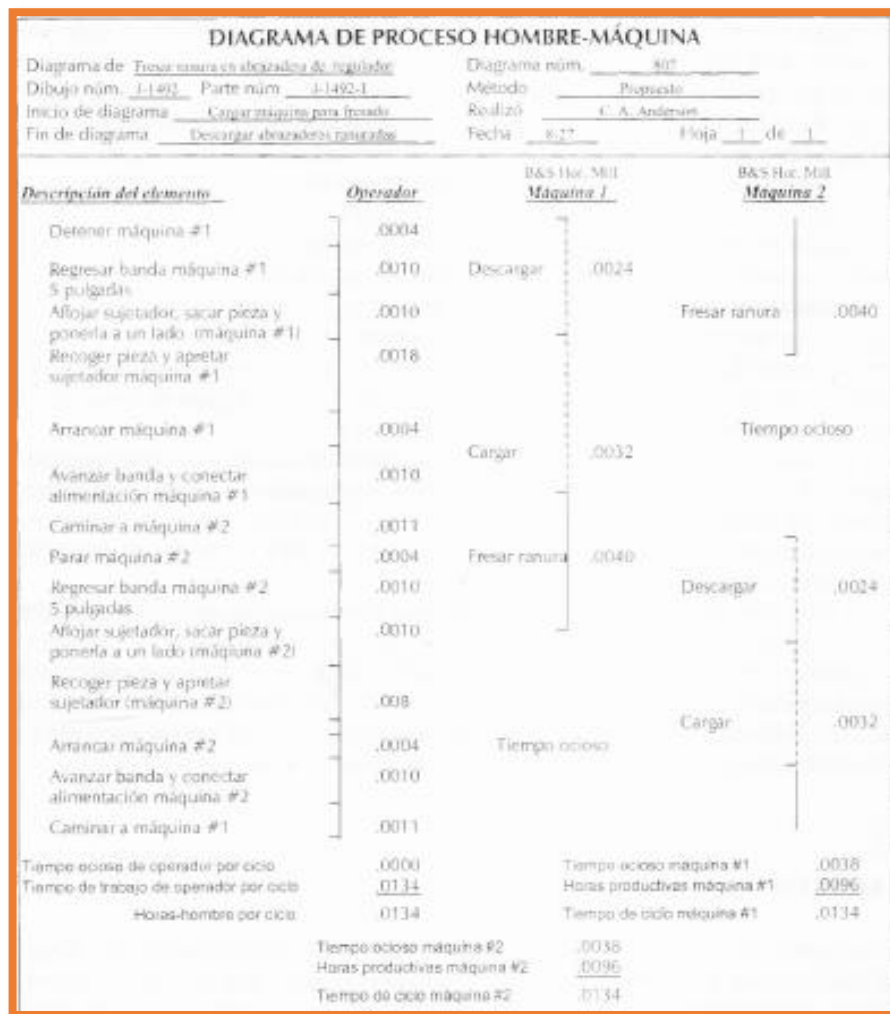 DIAGRAMA DE PROCESO HOMBRE-MÁQUINA
Diagrama de Fresar ranura en abrazadera de regulador Diagrama núm. 807
Dibujo núm. J-1492 Parte núm. J-1492-1 Método Propuesto
Inicio de diagrama Cargar máquina para fresado Realizó C. A. Anderson
Fin de diagrama Descargar abrazaderas ranuradas Fecha 8-27 Hoja 1 de 1
B&S Hor. Mill B&S Hor. Mill
Descripción del elemento Operador Máquina 1 Maquina 2
Detener máquina #1 .0004
Regresar banda máquina #1 .0010 Descargar .0024
5 pulgadas
Aflojar sujetador, sacar pieza y .0010 Fresar ranura .0040
ponerla a un lado (máquina #1)
Recoger pieza y apretar .0018
sujetador máquina #1
Arrancar máquina #1 .0004 Tiempo ocioso
Cargar .0032
Avanzar banda y conectar .0010
alimentación máquina #1
Caminar a máquina #2 .0011
Parar máquina #2 .0004 Fresar ranura .0040
Regresar banda máquina #2 .0010 Descargar .0024
5 pulgadas
Aflojar sujetador, sacar pieza y .0010
ponerla a un lado (máquina #2)
Recoger pieza y apretar
sujetador (máquina #2) .008
Cargar .0032
Arrancar máquina #2 .0004 Tiempo ocioso
Avanzar banda y conectar .0010
alimentación máquina #2
Caminar a máquina #1 .0011
Tiempo ocioso de operador por ciclo .0000 Tiempo ocioso máquina #1 .0038
Tiempo de trabajo de operador por ciclo .0134 Horas productivas máquina #1 .0096
Horas-hombre por ciclo .0134 Tiempo de ciclo máquina #1 .0134
Tiempo ocioso máquina #2 .0038
Horas productivas máquina #2 .0096
Tiempo de ciclo máquina #2 .0134